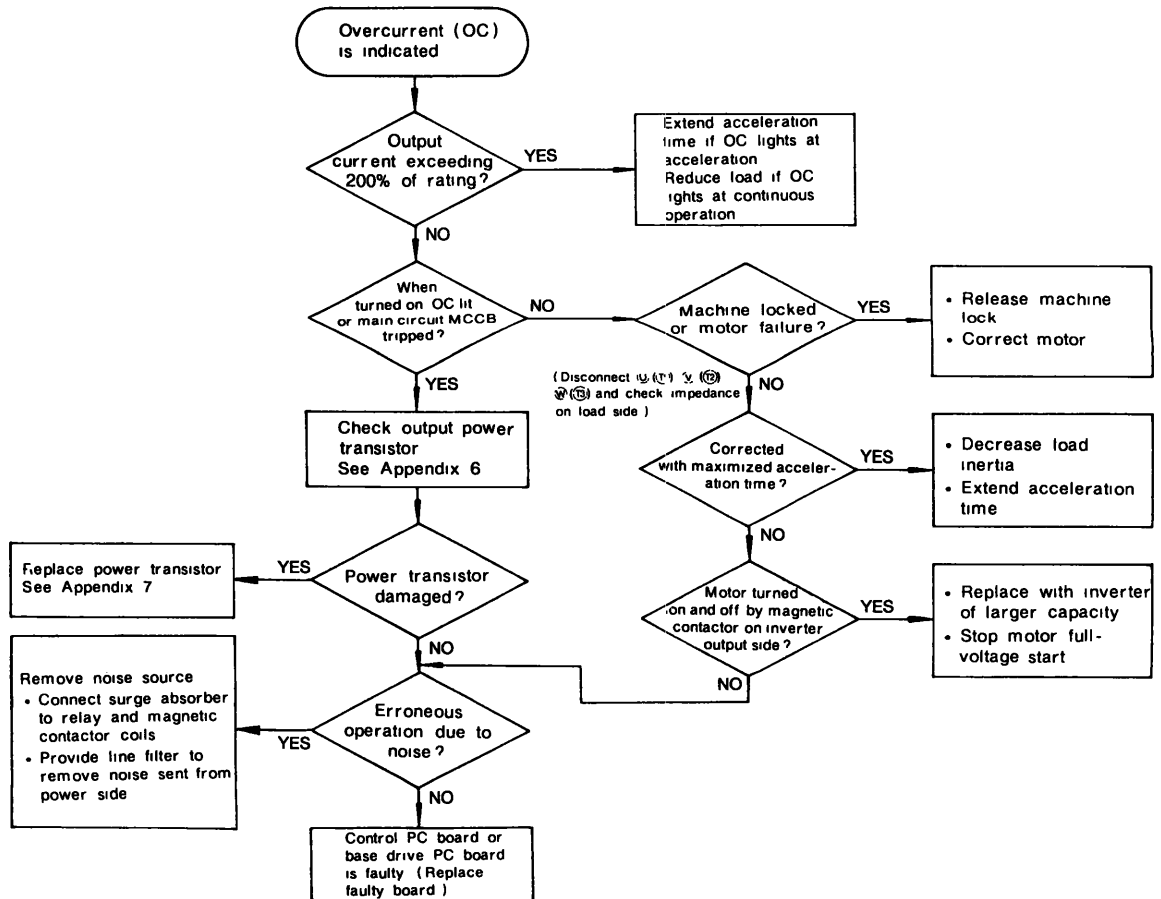 Overcurrent (OC)
is indicated
Output
current exceeding
200% of rating?
YES
Extend acceleration
time if OC lights at
acceleration
Reduce load if OC
lights at continuous
operation
NO
When
turned on OC lit
or main circuit MCCB
tripped?
NO
Machine locked
or motor failure?
YES
• Release machine
lock
• Correct motor
YES
(Disconnect U (T1) V (T2)
W (T3) and check impedance
on load side)
NO
Check output power
transistor
See Appendix 6
Corrected
with maximized acceler-
ation time?
YES
• Decrease load
inertia
• Extend acceleration
time
NO
Replace power transistor
See Appendix 7
YES
Power transistor
damaged?
Motor turned
on and off by magnetic
contactor on inverter
output side?
YES
• Replace with inverter
of larger capacity
• Stop motor full-
voltage start
NO
NO
Remove noise source
• Connect surge absorber
to relay and magnetic
contactor coils
• Provide line filter to
remove noise sent from
power side
YES
Erroneous
operation due to
noise?
NO
Control PC board or
base drive PC board
is faulty (Replace
faulty board)